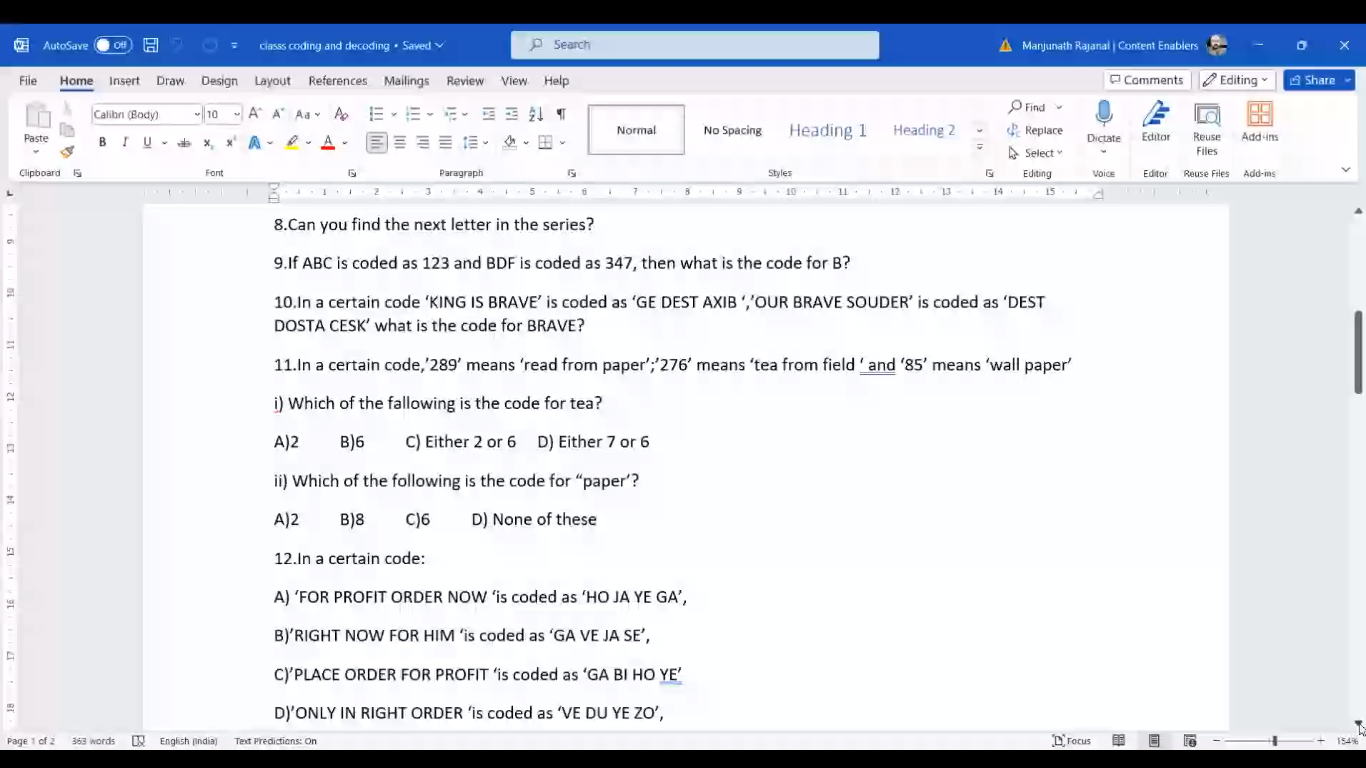 AutoSave Off classs coding and decoding • Saved Search Manjunath Rajanal | Content Enablers
File Home Insert Draw Design Layout References Mailings Review View Help Comments Editing Share
Paste Calibri (Body) 10 Normal No Spacing Heading 1 Heading 2 Find Replace Select Dictate Editor Reuse Files Add-ins
Clipboard Font Paragraph Styles Editing Voice Editor Reuse Files Add-ins
8.Can you find the next letter in the series?
9.If ABC is coded as 123 and BDF is coded as 347, then what is the code for B?
10.In a certain code ‘KING IS BRAVE’ is coded as ‘GE DEST AXIB ‘,’OUR BRAVE SOUDER’ is coded as ‘DEST
DOSTA CESK’ what is the code for BRAVE?
11.In a certain code,’289’ means ‘read from paper’;’276’ means ‘tea from field ‘ and ‘85’ means ‘wall paper’
i) Which of the fallowing is the code for tea?
A)2 B)6 C) Either 2 or 6 D) Either 7 or 6
ii) Which of the following is the code for “paper’?
A)2 B)8 C)6 D) None of these
12.In a certain code:
A) ‘FOR PROFIT ORDER NOW ‘is coded as ‘HO JA YE GA’,
B)’RIGHT NOW FOR HIM ‘is coded as ‘GA VE JA SE’,
C)’PLACE ORDER FOR PROFIT ‘is coded as ‘GA BI HO YE’
D)’ONLY IN RIGHT ORDER ‘is coded as ‘VE DU YE ZO’,
Page 1 of 2 363 words English (India) Text Predictions: On Focus 154%